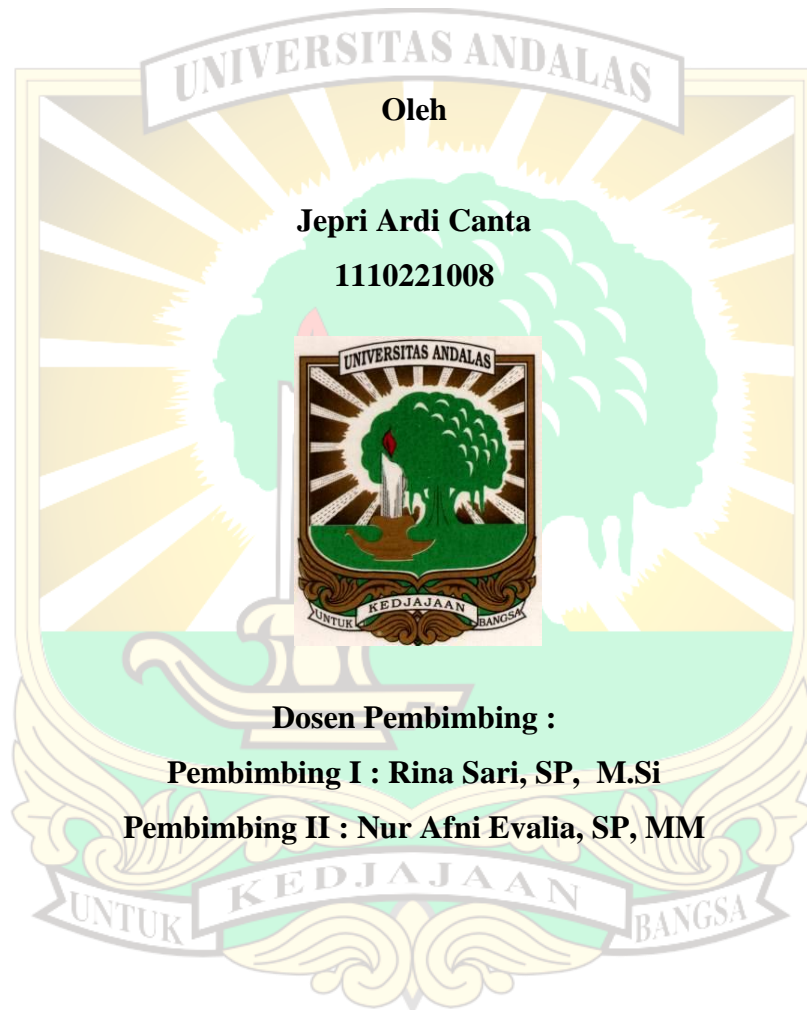 UNIVERSITAS ANDALAS
Oleh
Jepri Ardi Canta
1110221008
UNIVERSITAS ANDALAS
UNTUK KEDJAJAAN BANGSA
Dosen Pembimbing :
Pembimbing I : Rina Sari, SP, M.Si
Pembimbing II : Nur Afni Evalia, SP, MM
UNTUK KEDJAJAAN BANGSA